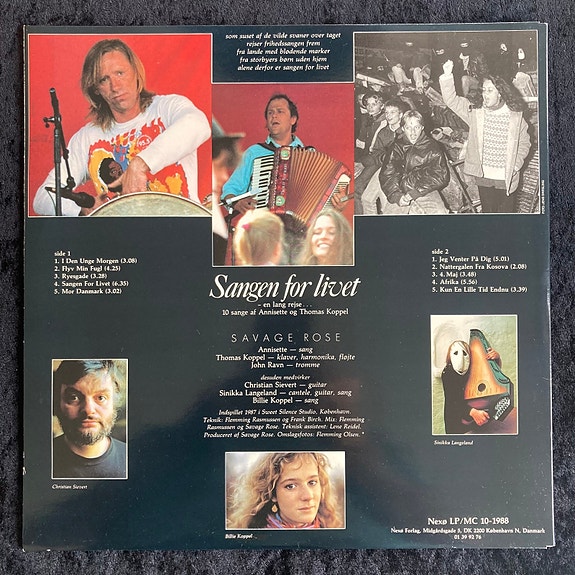 som suset af de vilde svaner over taget
rejser frihedssangen frem
fra lande med blødende marker
fra storbyers børn uden hjem
alene derfor er sangen for livet
side 1
1. I Den Unge Morgen (3.08)
2. Flyv Min Fugl (4.25)
3. Ryesgade (3.28)
4. Sangen For Livet (6.35)
5. Mor Danmark (3.02)
side 2
1. Jeg Venter På Dig (5.01)
2. Nattergalen Fra Kosova (2.08)
3. 4. Maj (3.48)
4. Afrika (5.56)
5. Kun En Lille Tid Endnu (3.39)
Sangen for livet
- en lang rejse . . .
10 sange af Annisette og Thomas Koppel
SAVAGE ROSE
Annisette — sang
Thomas Koppel — klaver, harmonika, fløjte
John Ravn — tromme
desuden medvirker
Christian Sievert — guitar
Sinikka Langeland — cantele, guitar, sang
Billie Koppel — sang
Indspillet 1987 i Sweet Silence Studio, København.
Teknik: Flemming Rasmussen og Frank Birch. Mix: Flemming
Rasmussen og Savage Rose. Teknisk assistent: Lene Reidel.
Produceret af Savage Rose. Omslagsfotos: Flemming Olsen.
Christian Sievert
Sinikka Langeland
Billie Koppel
Nexø LP/MC 10-1988
Nexø Forlag, Midgårdsgade 3, DK 2200 København N, Danmark
01 39 92 76